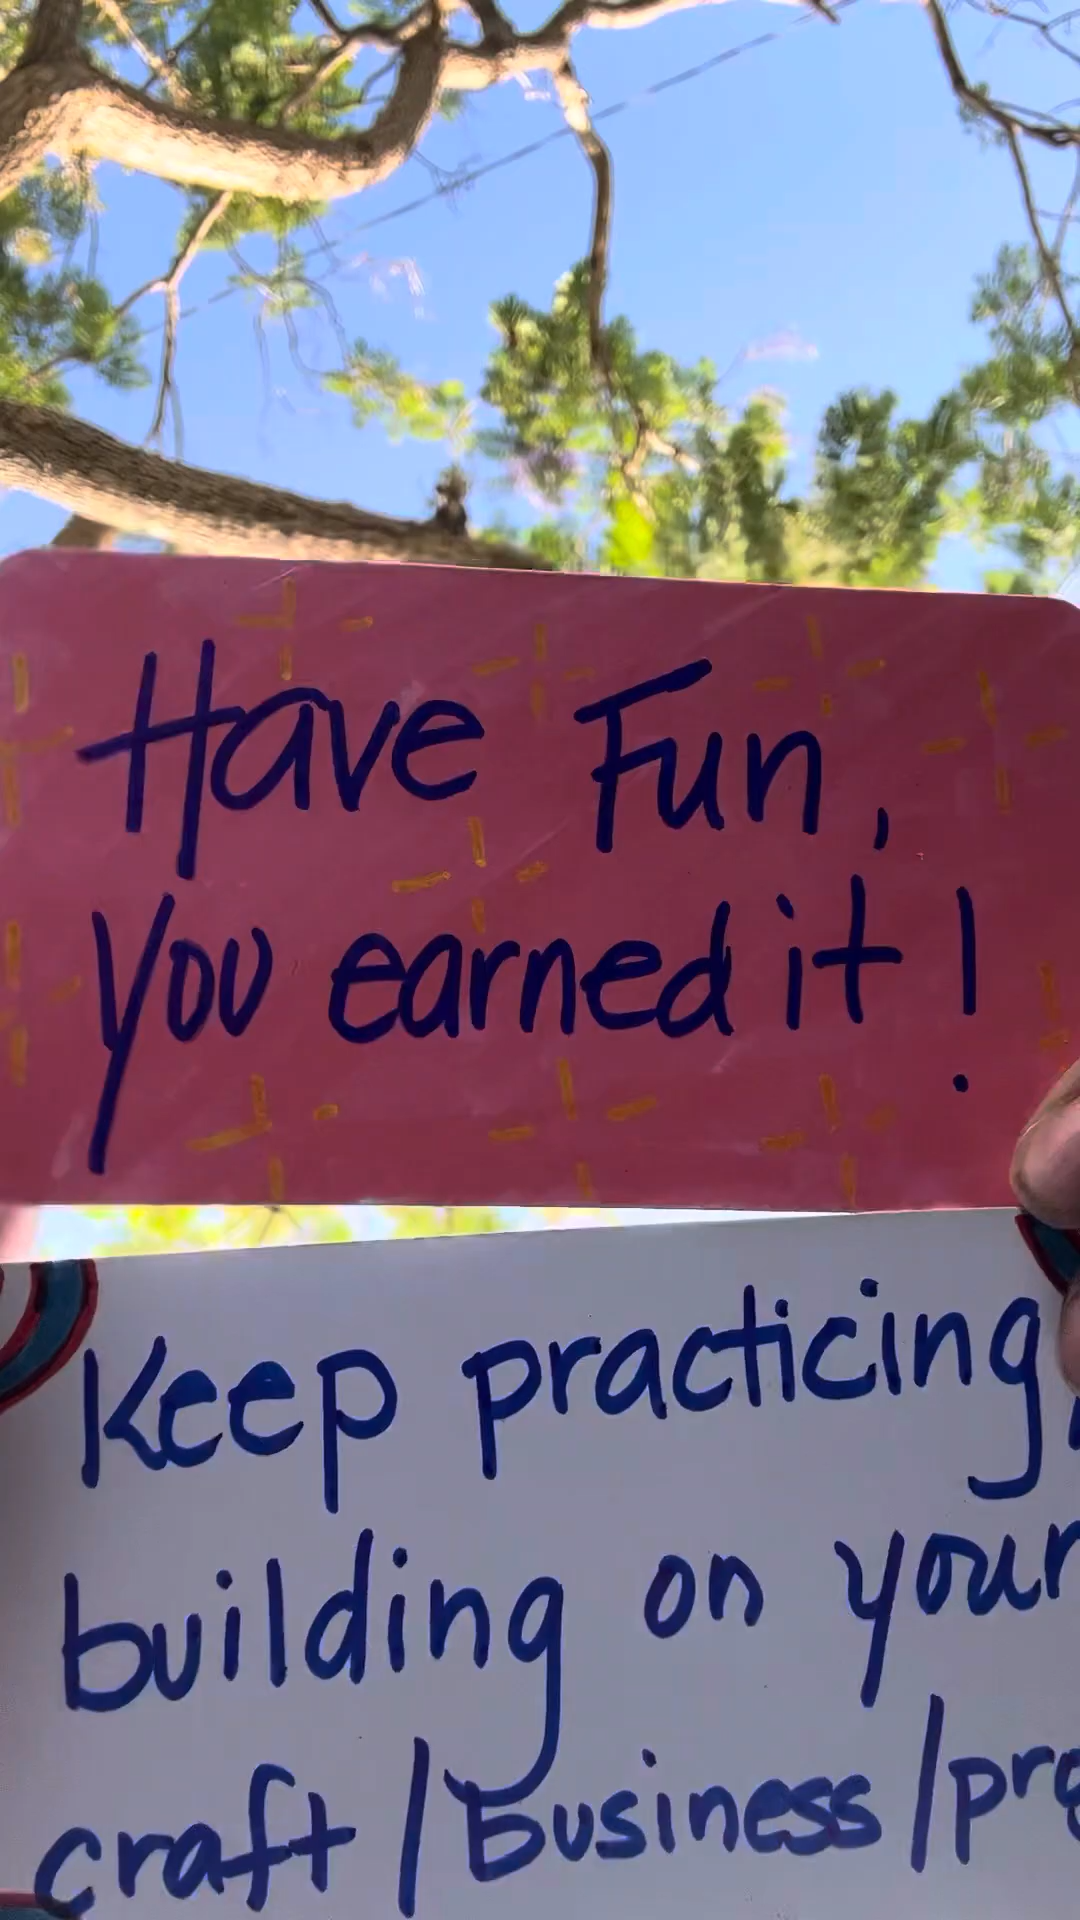 Have Fun,
You earned it!
Keep practicing,
building on your
craft/business/